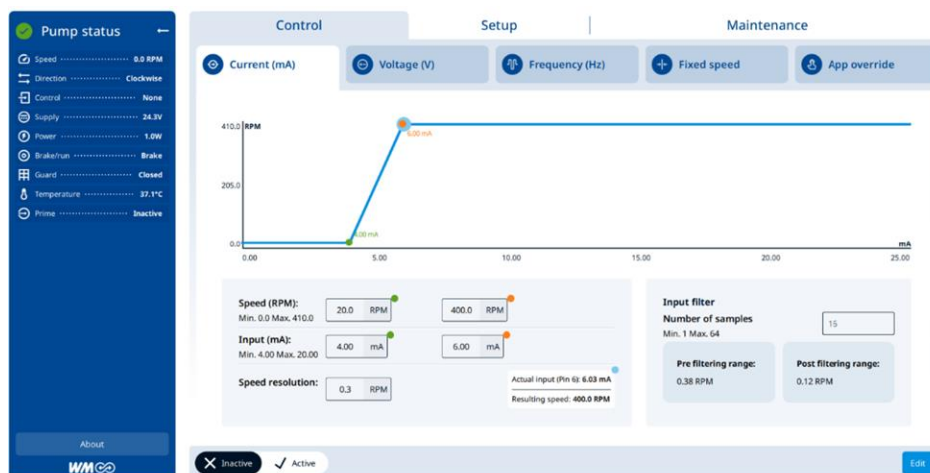 Pump status
Speed 0.0 RPM
Direction Clockwise
Control None
Supply 24.3V
Power 1.0W
Brake/run Brake
Guard Closed
Temperature 37.1°C
Prime Inactive
About
WM
Control
Setup
Maintenance
Current (mA)
Voltage (V)
Frequency (Hz)
Fixed speed
App override
410.0 RPM
6.00 mA
205.0
4.00 mA
0.0
mA
0.00 5.00 10.00 15.00 20.00 25.00
Speed (RPM):
Min. 0.0 Max. 410.0
20.0 RPM
400.0 RPM
Input (mA):
Min. 4.00 Max. 20.00
4.00 mA
6.00 mA
Speed resolution:
0.3 RPM
Actual input (Pin 6): 6.03 mA
Resulting speed: 400.0 RPM
Input filter
Number of samples
Min. 1 Max. 64
15
Pre filtering range:
0.38 RPM
Post filtering range:
0.12 RPM
Inactive
Active
Edit